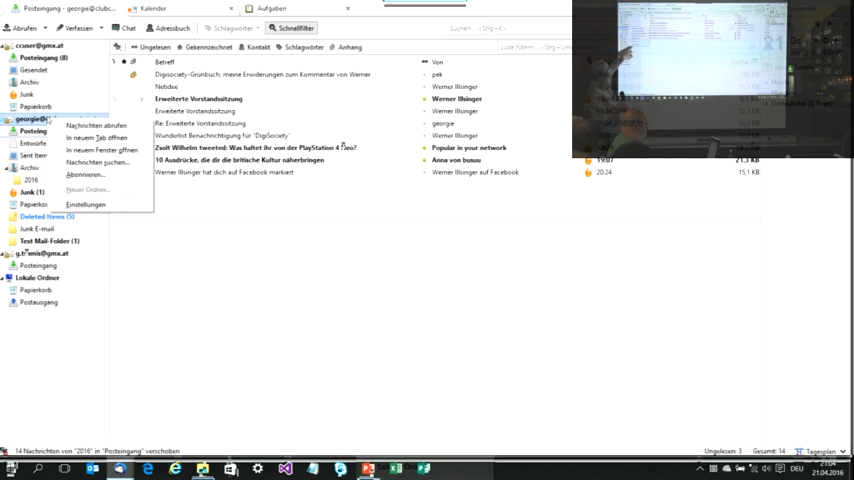 Posteingang - georgie@clubc...
Kalender
Aufgaben
Abrufen
Verfassen
Chat
Adressbuch
Schlagwörter
Schnellfilter
Suchen...
Ungelesen
Gekennzeichnet
Kontakt
Schlagwörter
Anhang
ccuser@gmx.at
Posteingang (8)
Gesendet
Archiv
Junk
Papierkorb
Posteing
Entwürfe
Sent Item
Archiv
2016
Junk (1)
Papierkor
Deleted Items (5)
Junk E-mail
Test Mail-Folder (1)
Posteingang
Lokale Ordner
Papierkorb
Postausgang
Nachrichten abrufen
In neuem Tab öffnen
In neuem Fenster öffnen
Nachrichten suchen...
Abonnieren...
Neuer Ordner...
Einstellungen
Betreff Von
Digisociety-Grünbuch; meine Erwiderungen zum Kommentar von Werner pek
Netidee Werner Illsinger
Erweiterte Vorstandssitzung Werner Illsinger
Erweiterte Vorstandssitzung Werner Illsinger
Re: Erweiterte Vorstandssitzung georgie
Wunderlist Benachrichtigung für "DigiSociety" Werner Illsinger
Zsolt Wilhelm tweeted: Was haltet ihr von der PlayStation 4 Neo? Popular in your network
10 Ausdrücke, die dir die britische Kultur näherbringen Anna von busuu 19:07 21,3 KB
Werner Illsinger hat dich auf Facebook markiert Werner Illsinger auf Facebook 20:24 15,1 KB
14 Nachrichten von "2016" in "Posteingang" verschoben
Ungelesen: 3
Gesamt: 14
Tagesplan
DEU
21:04
21.04.2016